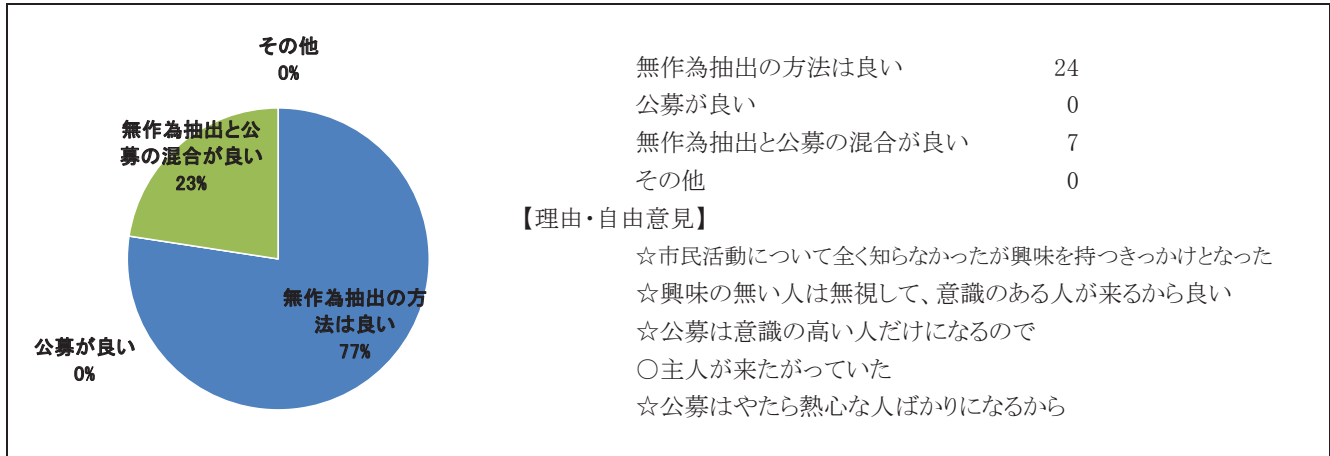 その他
0%
無作為抽出と公
募の混合が良い
23%
無作為抽出の方
法は良い
77%
公募が良い
0%
無作為抽出の方法は良い 24
公募が良い 0
無作為抽出と公募の混合が良い 7
その他 0
【理由・自由意見】
☆市民活動について全く知らなかったが興味を持つきっかけとなった
☆興味の無い人は無視して、意識のある人が来るから良い
☆公募は意識の高い人だけになるので
○主人が来たがっていた
☆公募はやたら熱心な人ばかりになるから